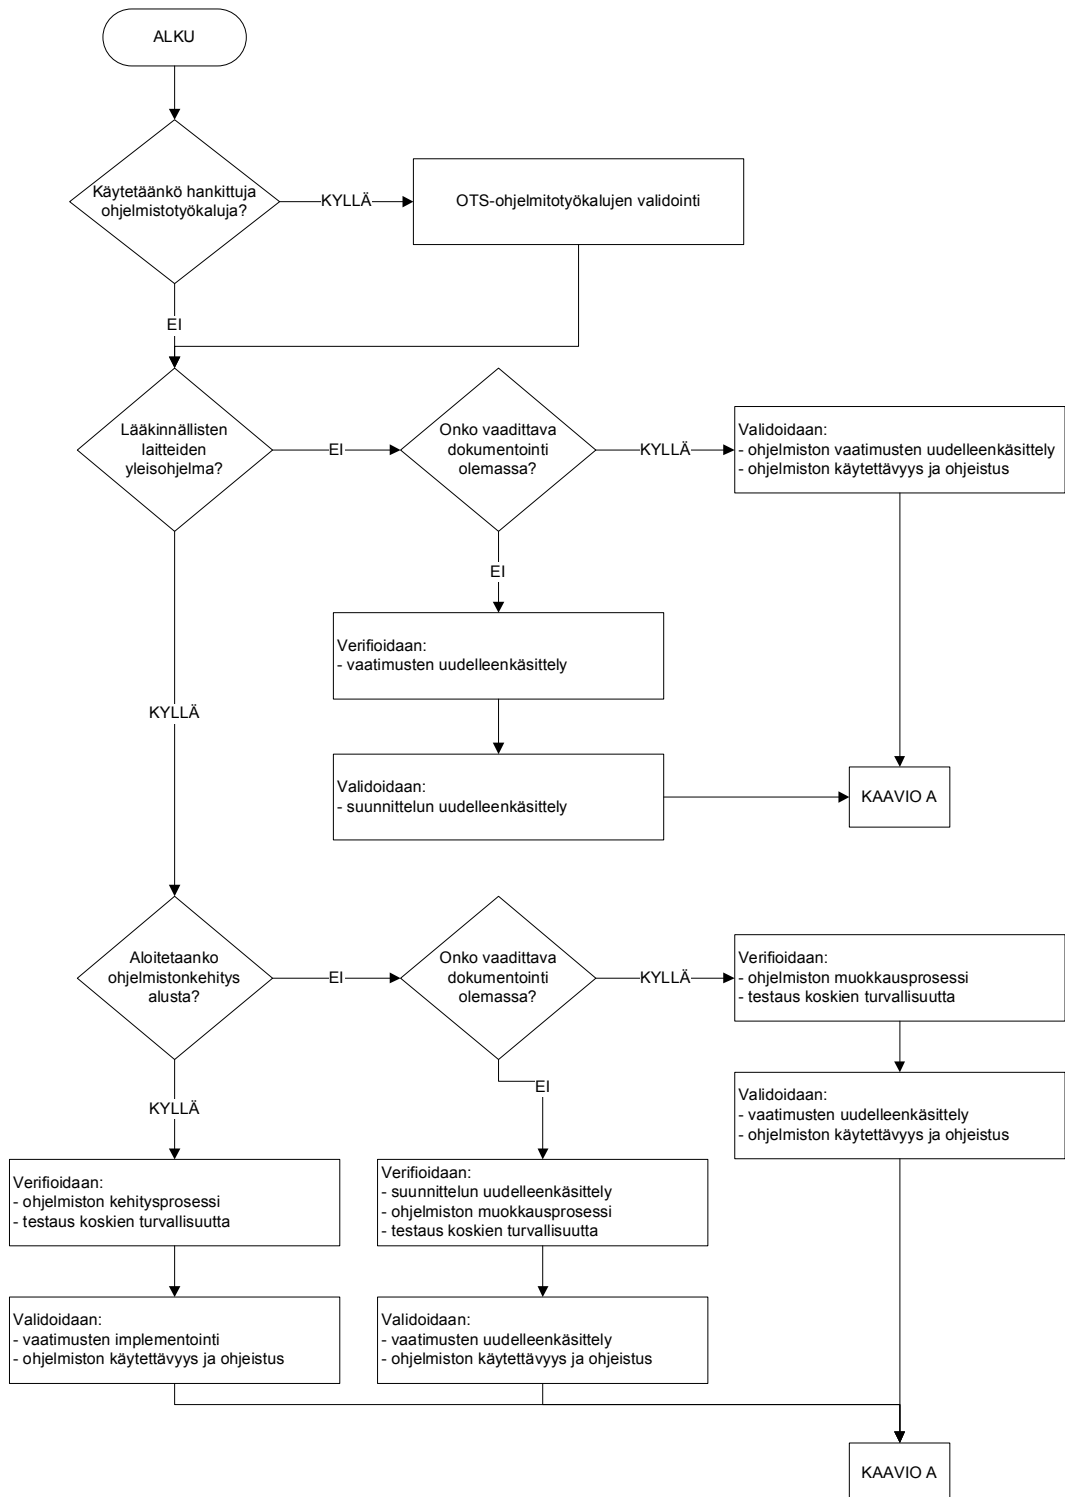 ALKU
Käytetäänkö hankittuja
ohjelmistotyökaluja?
KYLLÄ
OTS-ohjelmitotyökalujen validointi
EI
Lääkinnällisten
laitteiden
yleisohjelma?
EI
Onko vaadittava
dokumentointi
olemassa?
KYLLÄ
Validoidaan:
- ohjelmiston vaatimusten uudelleenkäsittely
- ohjelmiston käytettävyys ja ohjeistus
EI
Verifioidaan:
- vaatimusten uudelleenkäsittely
KYLLÄ
Validoidaan:
- suunnittelun uudelleenkäsittely
KAAVIO A
Aloitetaanko
ohjelmistonkehitys
alusta?
EI
Onko vaadittava
dokumentointi
olemassa?
KYLLÄ
Verifioidaan:
- ohjelmiston muokkausprosessi
- testaus koskien turvallisuutta
EI
KYLLÄ
Validoidaan:
- vaatimusten uudelleenkäsittely
- ohjelmiston käytettävyys ja ohjeistus
Verifioidaan:
- ohjelmiston kehitysprosessi
- testaus koskien turvallisuutta
Verifioidaan:
- suunnittelun uudelleenkäsittely
- ohjelmiston muokkausprosessi
- testaus koskien turvallisuutta
Validoidaan:
- vaatimusten implementointi
- ohjelmiston käytettävyys ja ohjeistus
Validoidaan:
- vaatimusten uudelleenkäsittely
- ohjelmiston käytettävyys ja ohjeistus
KAAVIO A